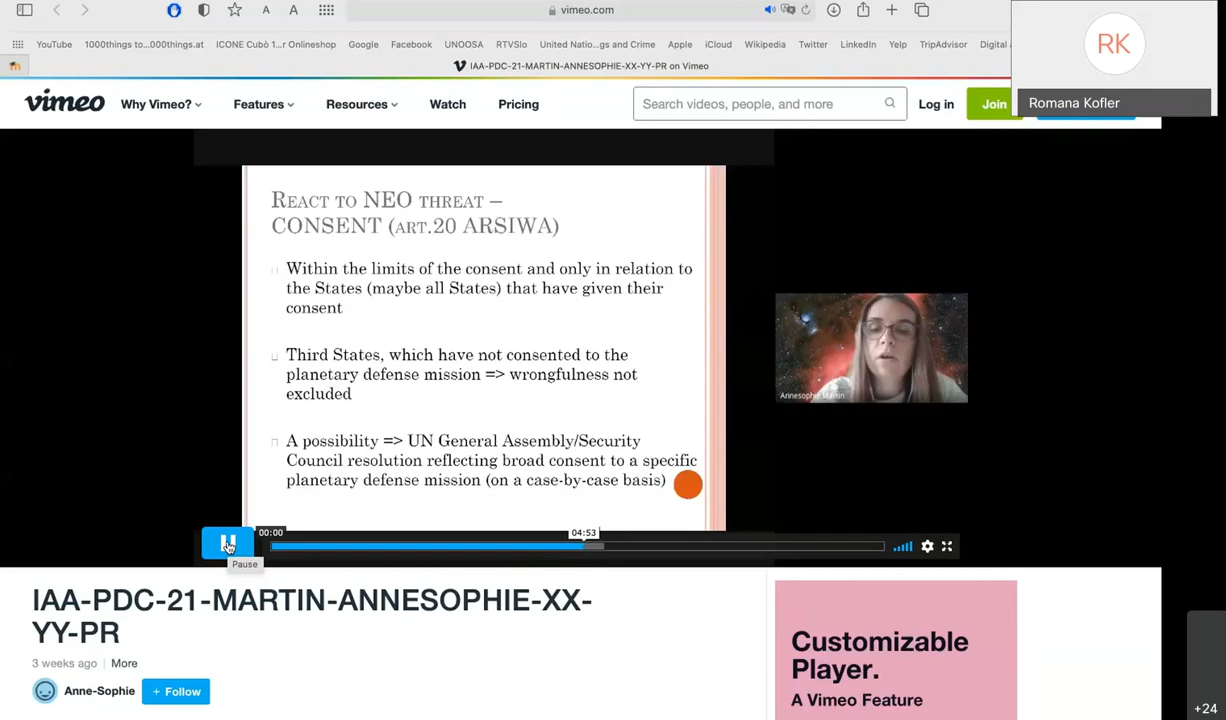 vimeo.com
YouTube 1000things to...000things.at ICONE Cubò 1...r Onlineshop Google Facebook UNOOSA RTVSlo United Natio...gs and Crime Apple iCloud Wikipedia Twitter LinkedIn Yelp TripAdvisor Digital
IAA-PDC-21-MARTIN-ANNESOPHIE-XX-YY-PR on Vimeo
RK
Romana Kofler
vimeo Why Vimeo? Features Resources Watch Pricing Search videos, people, and more Log in Join
REACT TO NEO THREAT –
CONSENT (ART.20 ARSIWA)
Within the limits of the consent and only in relation to
the States (maybe all States) that have given their
consent
Third States, which have not consented to the
planetary defense mission => wrongfulness not
excluded
A possibility => UN General Assembly/Security
Council resolution reflecting broad consent to a specific
planetary defense mission (on a case-by-case basis)
Annesophie Martin
00:00 04:53
Pause
IAA-PDC-21-MARTIN-ANNESOPHIE-XX-
YY-PR
3 weeks ago More
Anne-Sophie + Follow
Customizable
Player.
A Vimeo Feature
+24